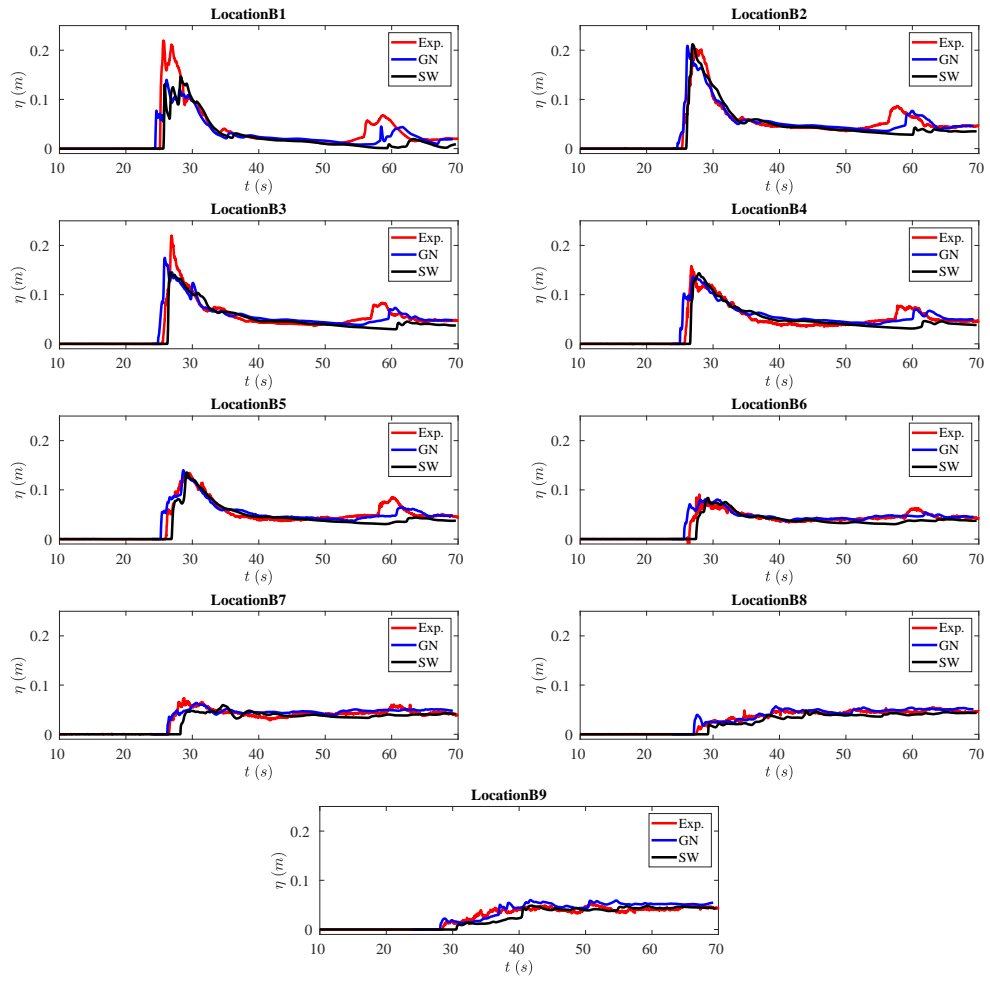 LocationB1
η (m)
0.2
0.1
0
Exp.
GN
SW
10 20 30 40 50 60 70
t (s)
LocationB2
η (m)
0.2
0.1
0
Exp.
GN
SW
10 20 30 40 50 60 70
t (s)
LocationB3
η (m)
0.2
0.1
0
Exp.
GN
SW
10 20 30 40 50 60 70
t (s)
LocationB4
η (m)
0.2
0.1
0
Exp.
GN
SW
10 20 30 40 50 60 70
t (s)
LocationB5
η (m)
0.2
0.1
0
Exp.
GN
SW
10 20 30 40 50 60 70
t (s)
LocationB6
η (m)
0.2
0.1
0
Exp.
GN
SW
10 20 30 40 50 60 70
t (s)
LocationB7
η (m)
0.2
0.1
0
Exp.
GN
SW
10 20 30 40 50 60 70
t (s)
LocationB8
η (m)
0.2
0.1
0
Exp.
GN
SW
10 20 30 40 50 60 70
t (s)
LocationB9
η (m)
0.2
0.1
0
Exp.
GN
SW
10 20 30 40 50 60 70
t (s)